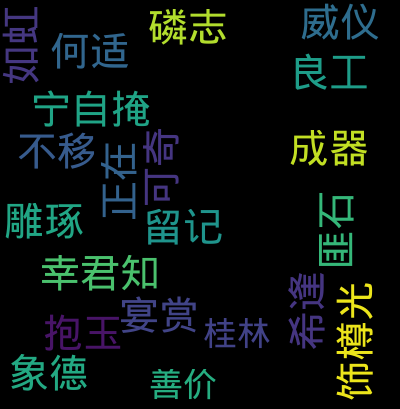 如虹
磷志
威仪
何适
良工
宁自掩
不移
正在
可奇
成器
雕琢
留记
匪石
幸君知
希逢
饰樽光
抱玉
宴赏
桂林
象德
善价